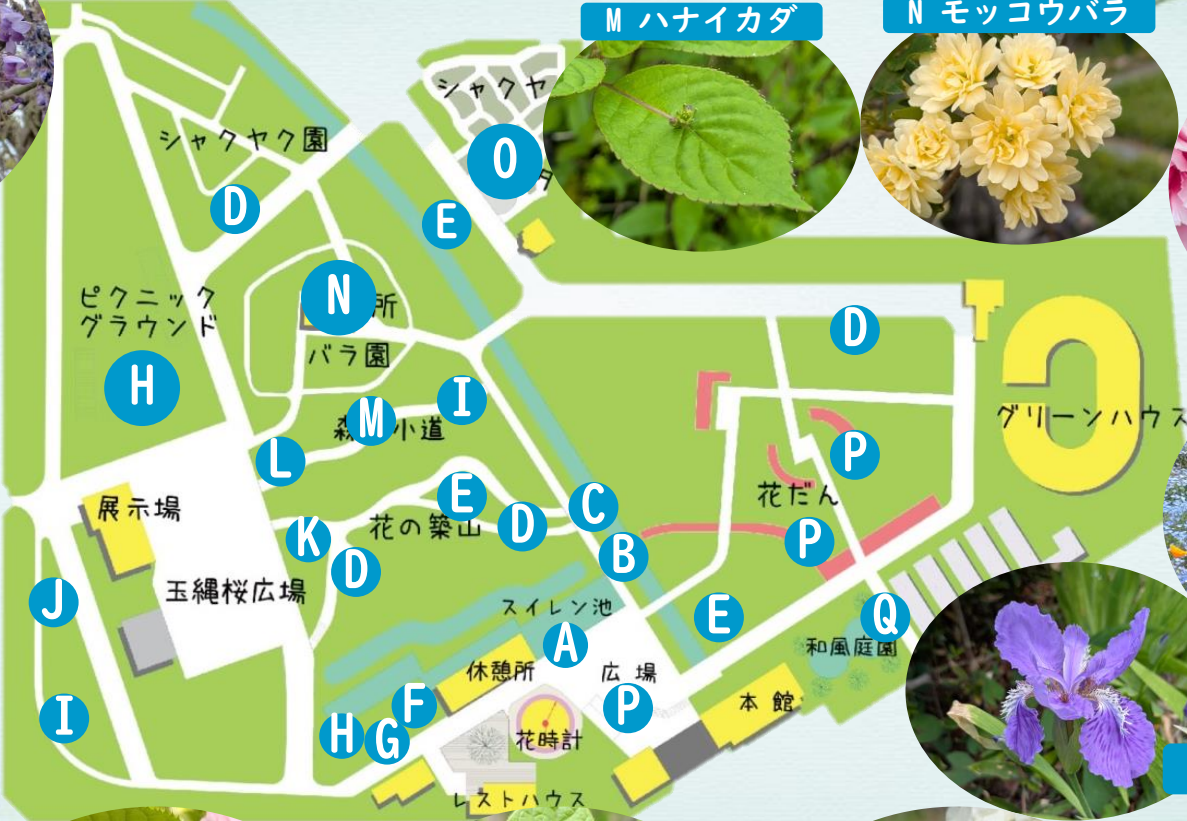 M ハナイカダ
N モッコウバラ
シャクヤ
シャクヤク園
O
D
E
ピクニック
グラウンド
N
所
バラ園
D
H
I
M
小道
グリーンハウス
L
P
展示場
E
花だん
C
D
K
花の築山
P
B
D
玉縄桜広場
J
スイレン池
E
Q
A
和風庭園
休憩所
広場
本館
I
F
P
H
G
花時計
レストハウス